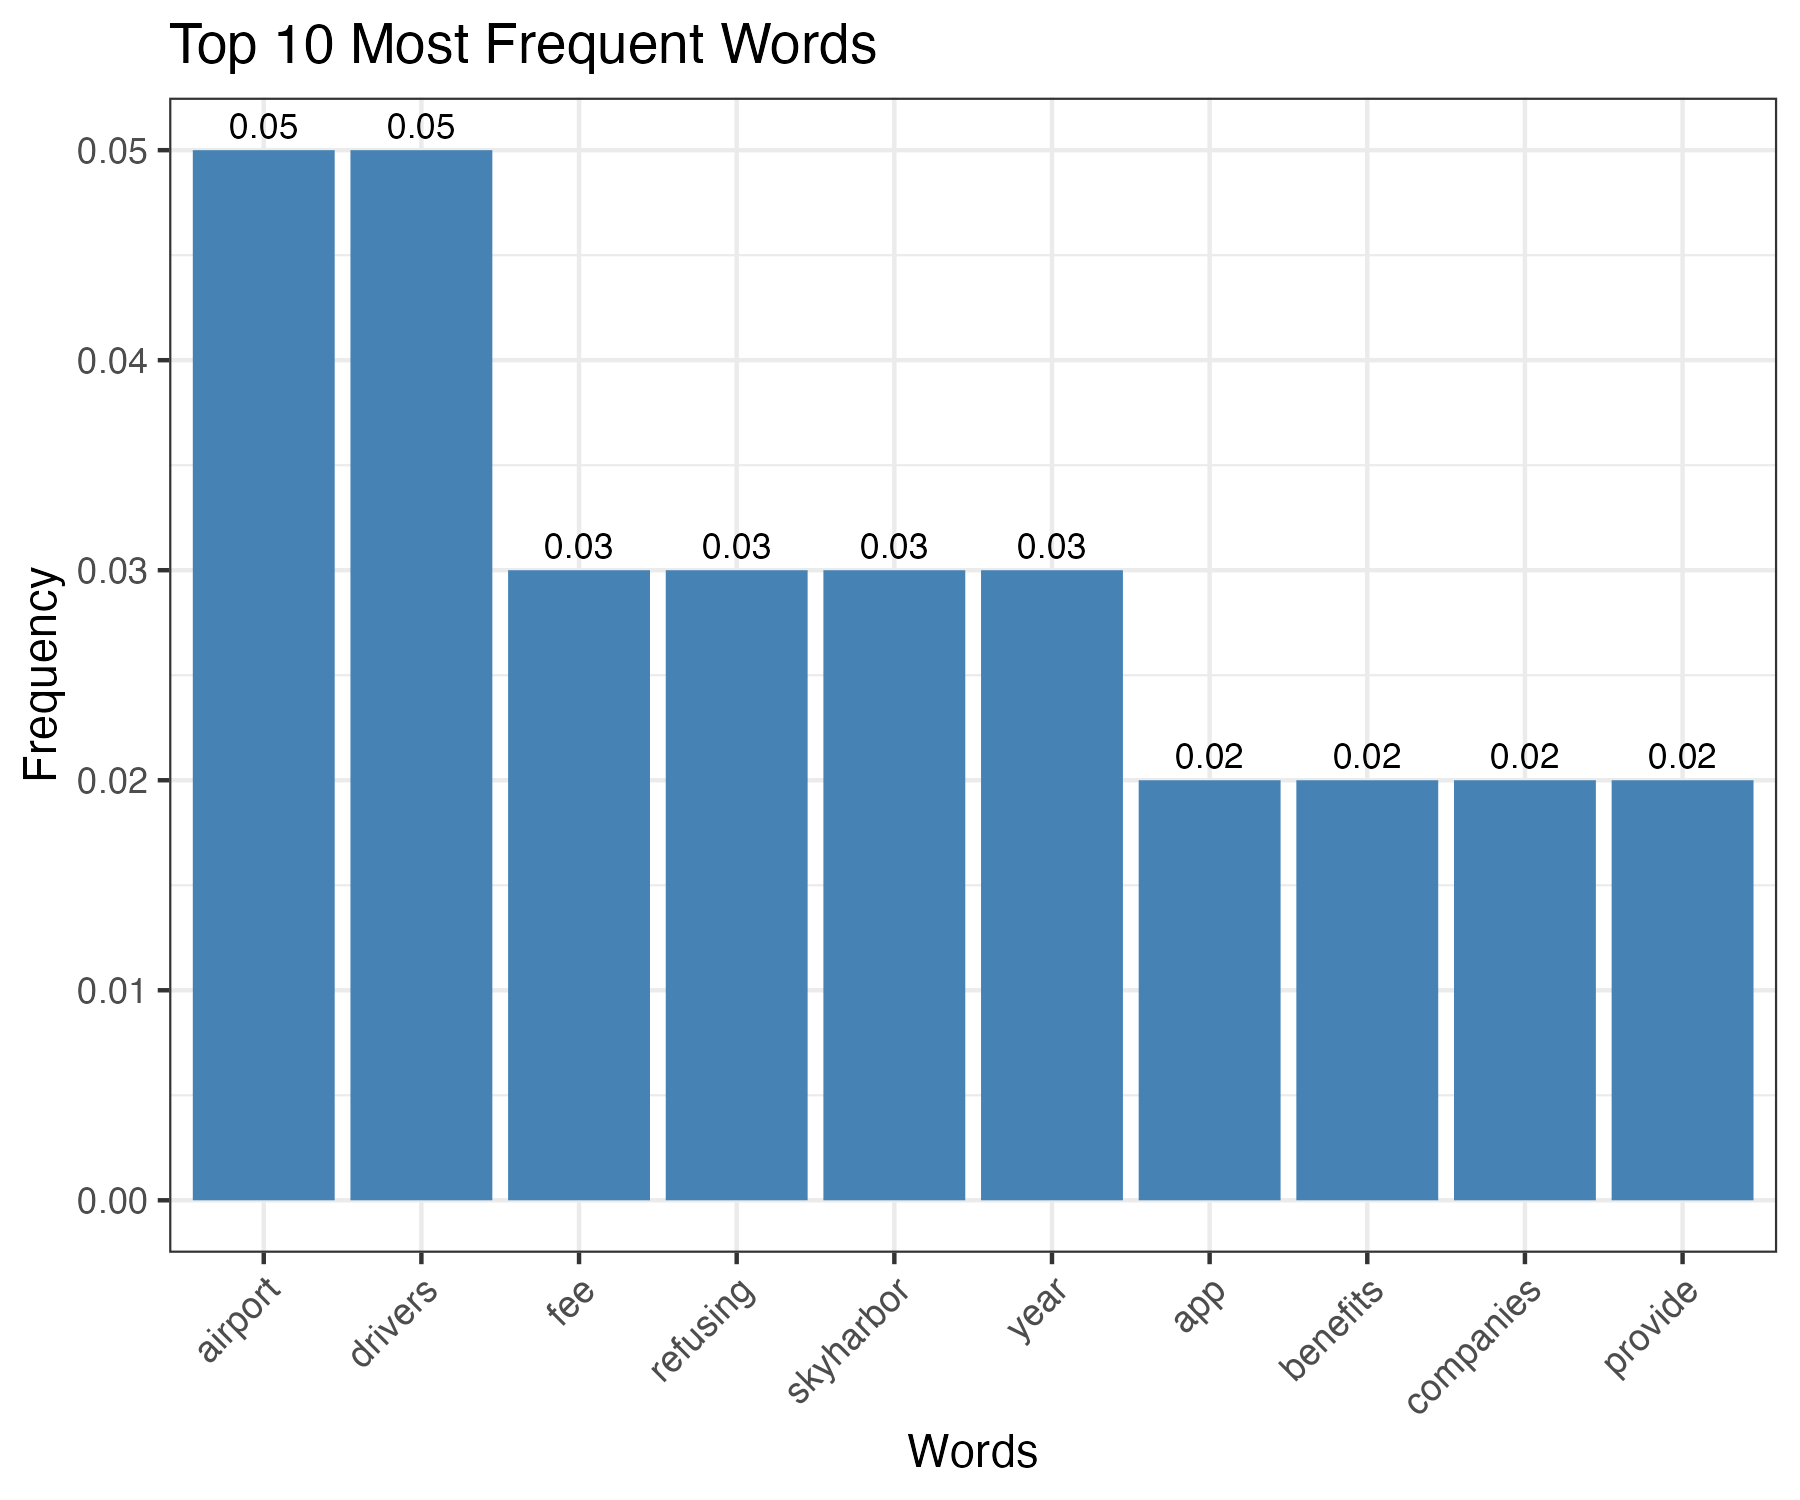 Top 10 Most Frequent Words
0.05 0.05
0.05
0.04
0.03 0.03 0.03 0.03
0.03
0.02 0.02 0.02 0.02
0.02
0.01
0.00
Frequency
airport drivers fee refusing skyharbor year app benefits companies provide
Words